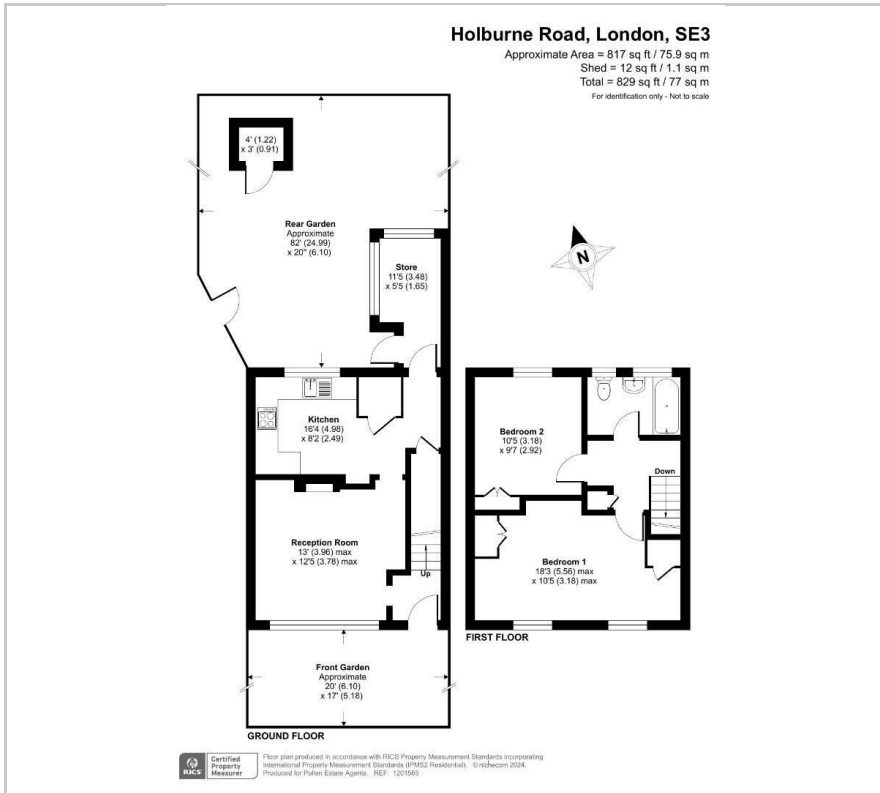 Holburne Road, London, SE3
Approximate Area = 817 sq ft / 75.9 sq m
Shed = 12 sq ft / 1.1 sq m
Total = 829 sq ft / 77 sq m
For identification only - Not to scale
4' (1.22)
x 3' (0.91)
Rear Garden
Approximate
82' (24.99)
x 20'' (6.10)
Store
11'5 (3.48)
x 5'5 (1.65)
N
Kitchen
16'4 (4.98)
x 8'2 (2.49)
Bedroom 2
10'5 (3.18)
x 9'7 (2.92)
Down
Reception Room
13' (3.96) max
x 12'5 (3.78) max
Up
Bedroom 1
18'3 (5.56) max
x 10'5 (3.18) max
FIRST FLOOR
Front Garden
Approximate
20' (6.10)
x 17' (5.18)
GROUND FLOOR
RICS
Certified
Property
Measurer
Floor plan produced in accordance with RICS Property Measurement Standards incorporating
International Property Measurement Standards (IPMS2 Residential). © nichecom 2024.
Produced for Pullen Estate Agents. REF: 1201565